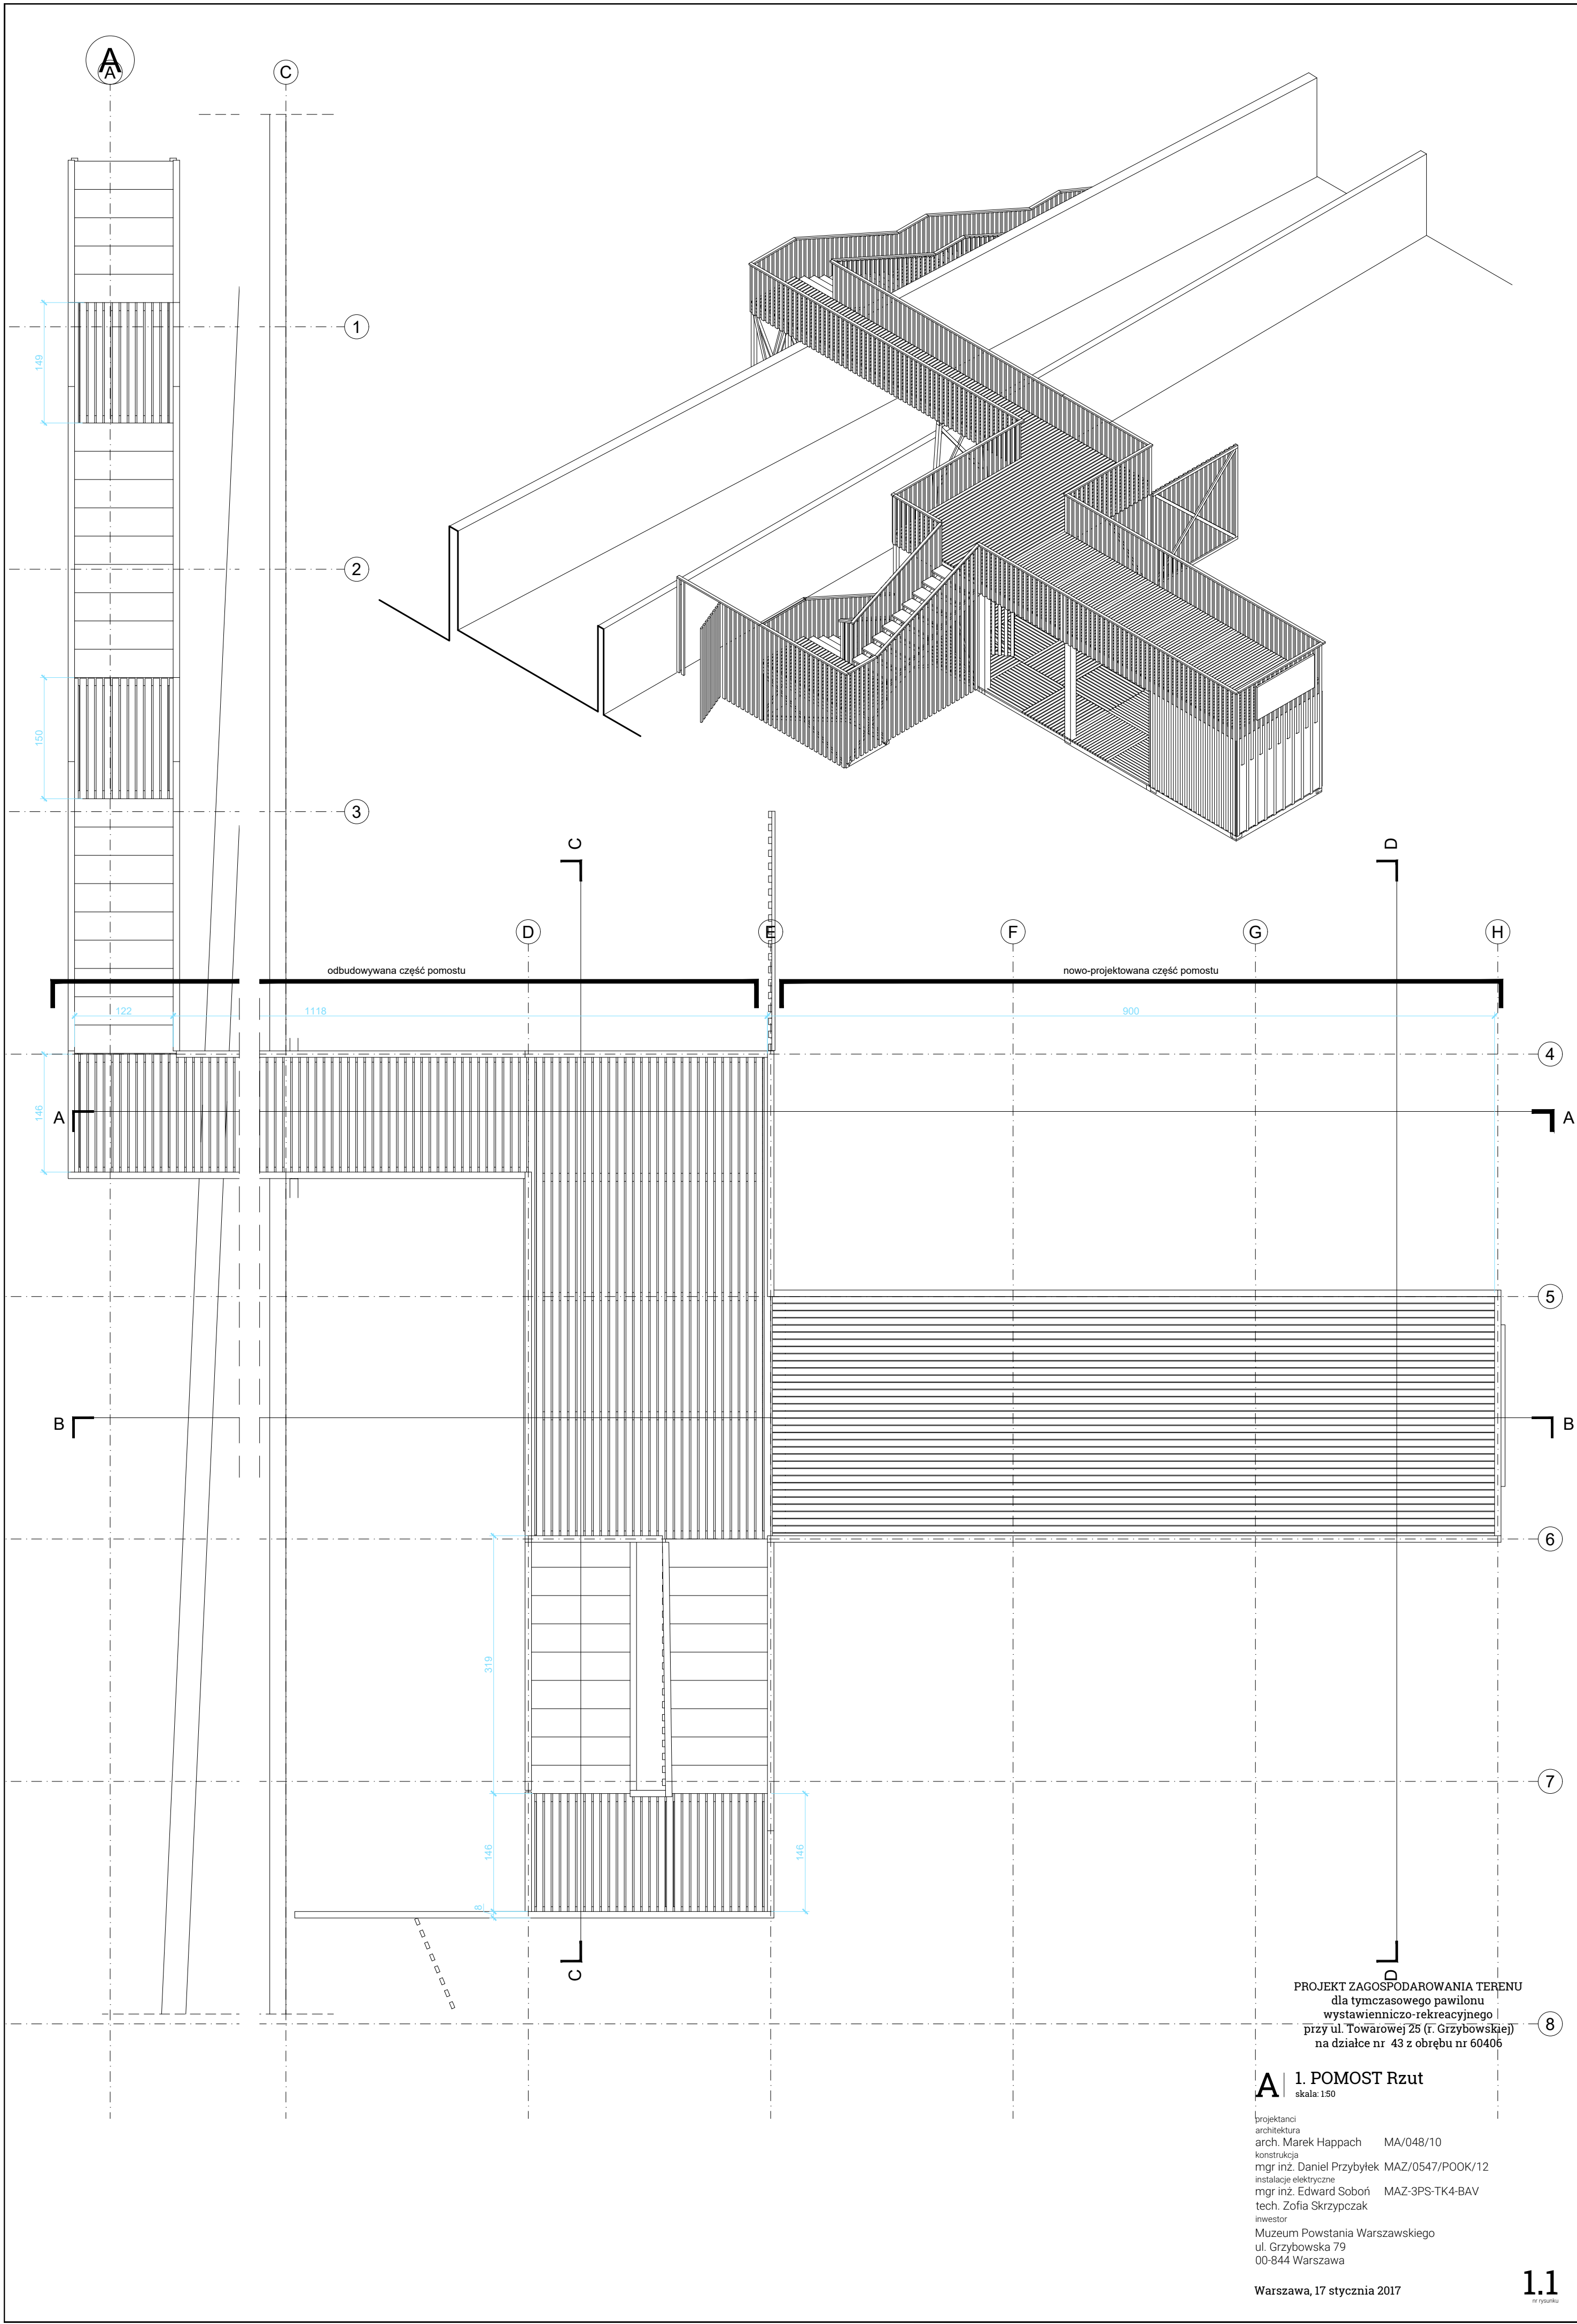 A
A
C
1
149
2
150
3
C
D
D
E
F
G
H
odbudowywana część pomostu
nowo-projektowana część pomostu
122
1118
900
4
146
A
A
5
B
B
6
319
7
146
146
8
C
D
PROJEKT ZAGOSPODAROWANIA TERENU
dla tymczasowego pawilonu
wystawienniczo-rekreacyjnego
przy ul. Towarowej 25 (r. Grzybowskiej)
na działce nr 43 z obrębu nr 60406
8
A 1. POMOST Rzut
skala: 1:50
projektanci
architektura
arch. Marek Happach MA/048/10
konstrukcja
mgr inż. Daniel Przybyłek MAZ/0547/POOK/12
instalacje elektryczne
mgr inż. Edward Soboń MAZ-3PS-TK4-BAV
tech. Zofia Skrzypczak
inwestor
Muzeum Powstania Warszawskiego
ul. Grzybowska 79
00-844 Warszawa
Warszawa, 17 stycznia 2017
1.1
nr rysunku